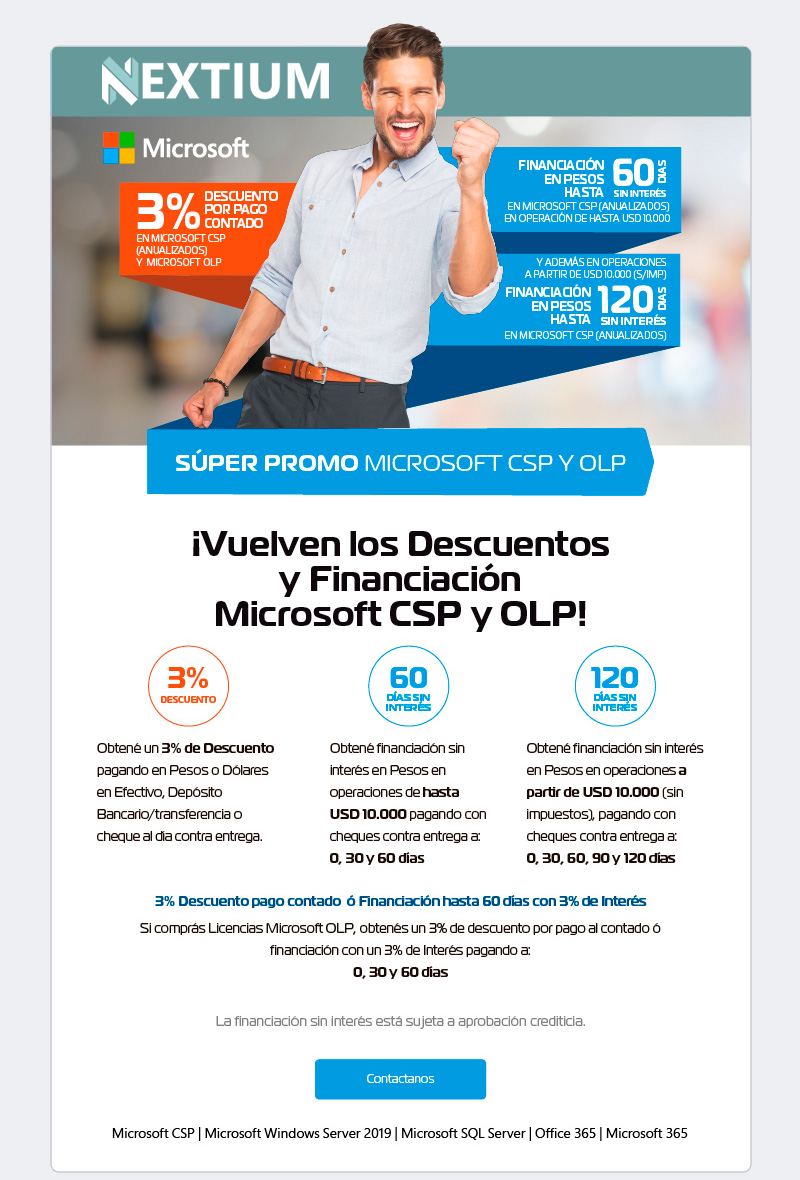 NEXTIUM
Microsoft
3% DESCUENTO
POR PAGO
CONTADO
EN MICROSOFT CSP
(ANUALIZADOS)
Y MICROSOFT OLP
FINANCIACIÓN
EN PESOS
HASTA
60 DÍAS
SIN INTERÉS
EN MICROSOFT CSP (ANUALIZADOS)
EN OPERACIÓN DE HASTA USD 10.000
Y ADEMÁS EN OPERACIONES
A PARTIR DE USD 10.000 (S/IMP)
FINANCIACIÓN
EN PESOS
HASTA
120 DÍAS
SIN INTERÉS
EN MICROSOFT CSP (ANUALIZADOS)
SÚPER PROMO MICROSOFT CSP Y OLP
¡Vuelven los Descuentos
y Financiación
Microsoft CSP y OLP!
3%
DESCUENTO
Obtené un 3% de Descuento
pagando en Pesos o Dólares
en Efectivo, Depósito
Bancario/transferencia o
cheque al dia contra entrega.
60
DÍAS SIN
INTERÉS
Obtené financiación sin
interés en Pesos en
operaciones de hasta
USD 10.000 pagando con
cheques contra entrega a:
0, 30 y 60 días
120
DÍAS SIN
INTERÉS
Obtené financiación sin interés
en Pesos en operaciones a
partir de USD 10.000 (sin
impuestos), pagando con
cheques contra entrega a:
0, 30, 60, 90 y 120 días
3% Descuento pago contado ó Financiación hasta 60 días con 3% de Interés
Si comprás Licencias Microsoft OLP, obtenés un 3% de descuento por pago al contado ó
financiación con un 3% de Interés pagando a:
0, 30 y 60 días
La financiación sin interés está sujeta a aprobación crediticia.
Contactanos
Microsoft CSP | Microsoft Windows Server 2019 | Microsoft SQL Server | Office 365 | Microsoft 365